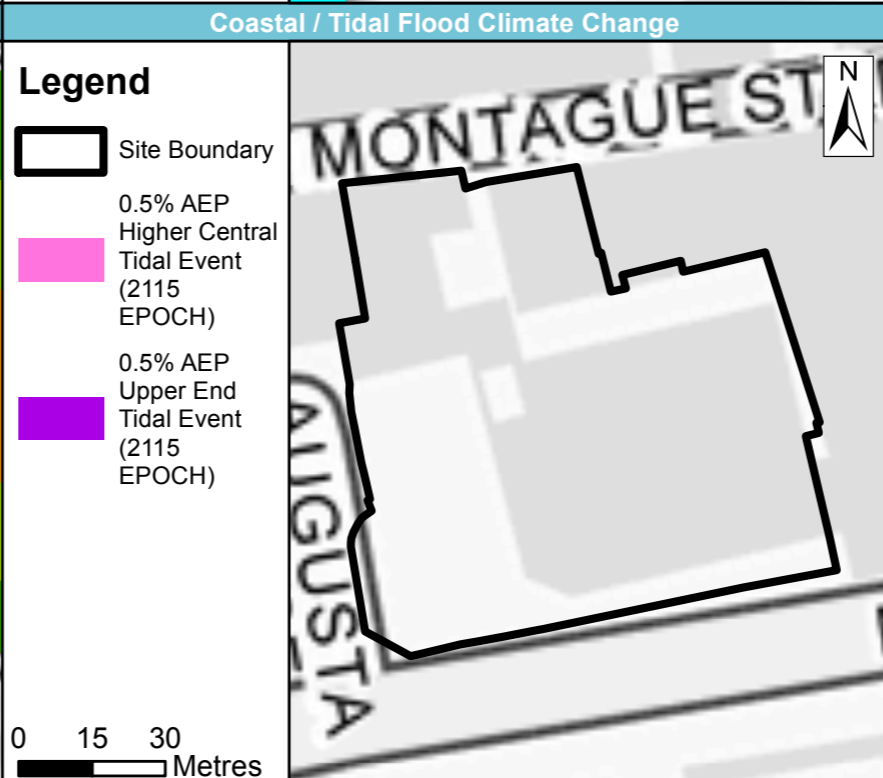 Coastal / Tidal Flood Climate Change
Legend
Site Boundary
0.5% AEP
Higher Central
Tidal Event
(2115
EPOCH)
0.5% AEP
Upper End
Tidal Event
(2115
EPOCH)
0 15 30
Metres
N
MONTAGUE ST
AUGUSTA